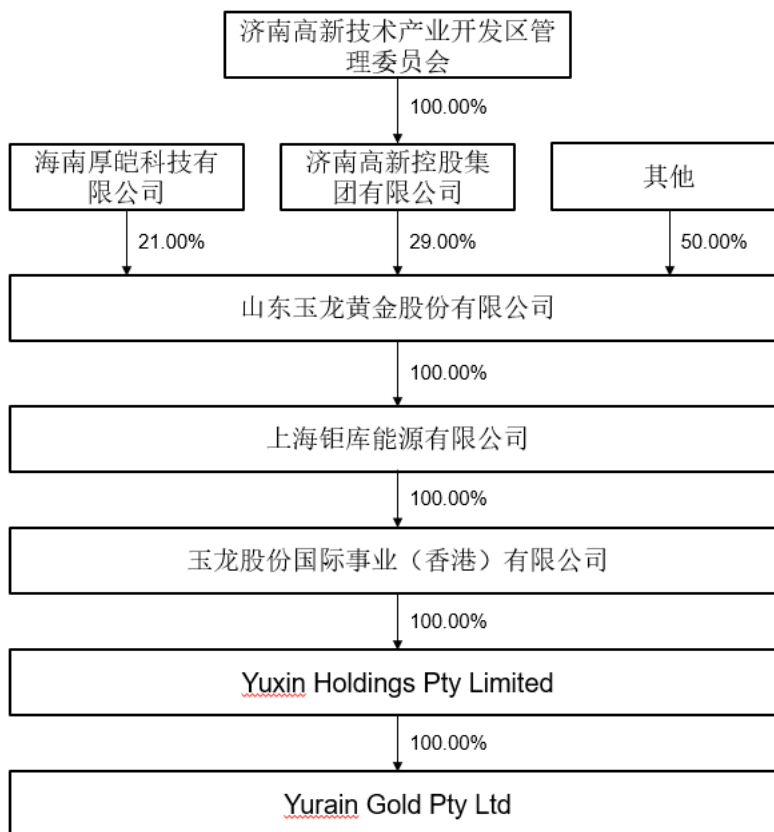 济南高新技术产业开发区管
理委员会
100.00%
海南厚皑科技有
限公司
济南高新控股集
团有限公司
其他
21.00%
29.00%
50.00%
山东玉龙黄金股份有限公司
100.00%
上海钜库能源有限公司
100.00%
玉龙股份国际事业（香港）有限公司
100.00%
Yuxin Holdings Pty Limited
100.00%
Yurain Gold Pty Ltd